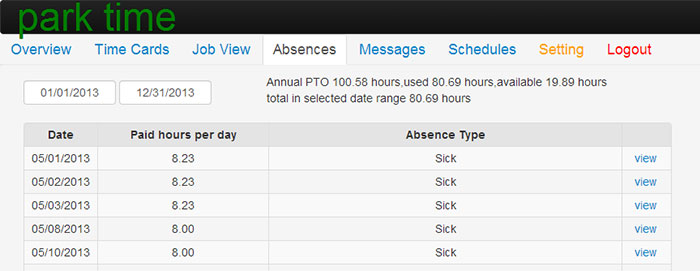 park time
Overview Time Cards Job View Absences Messages Schedules Setting Logout
01/01/2013 12/31/2013 Annual PTO 100.58 hours,used 80.69 hours,available 19.89 hours
total in selected date range 80.69 hours
Date Paid hours per day Absence Type
05/01/2013 8.23 Sick view
05/02/2013 8.23 Sick view
05/03/2013 8.23 Sick view
05/08/2013 8.00 Sick view
05/10/2013 8.00 Sick view